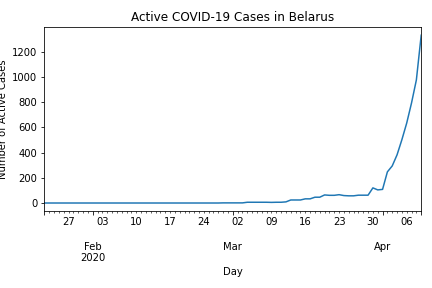 Active COVID-19 Cases in Belarus
Number of Active Cases
1200
1000
800
600
400
200
0
27 03 10 17 24 02 09 16 23 30 06
Feb Mar Apr
2020
Day